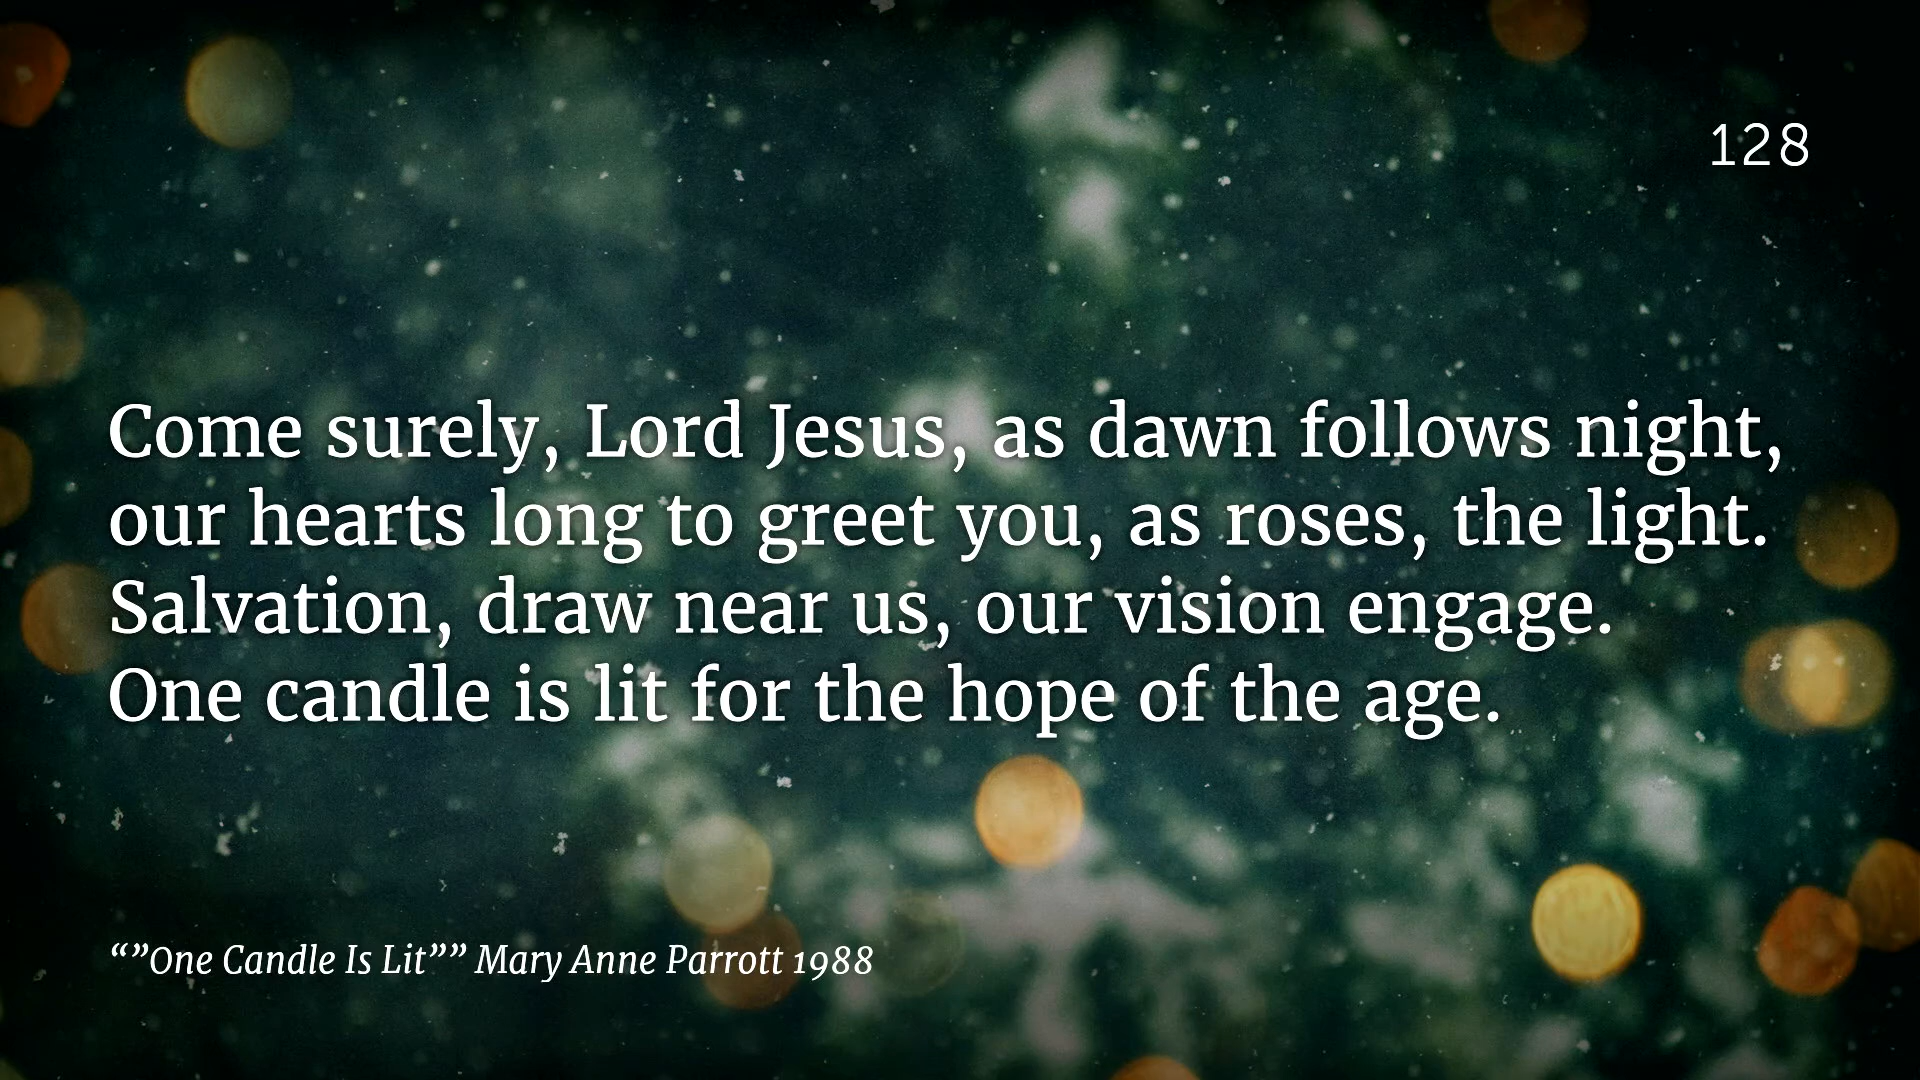 128
Come surely, Lord Jesus, as dawn follows night,
our hearts long to greet you, as roses, the light.
Salvation, draw near us, our vision engage.
One candle is lit for the hope of the age.
“”One Candle Is Lit”” Mary Anne Parrott 1988